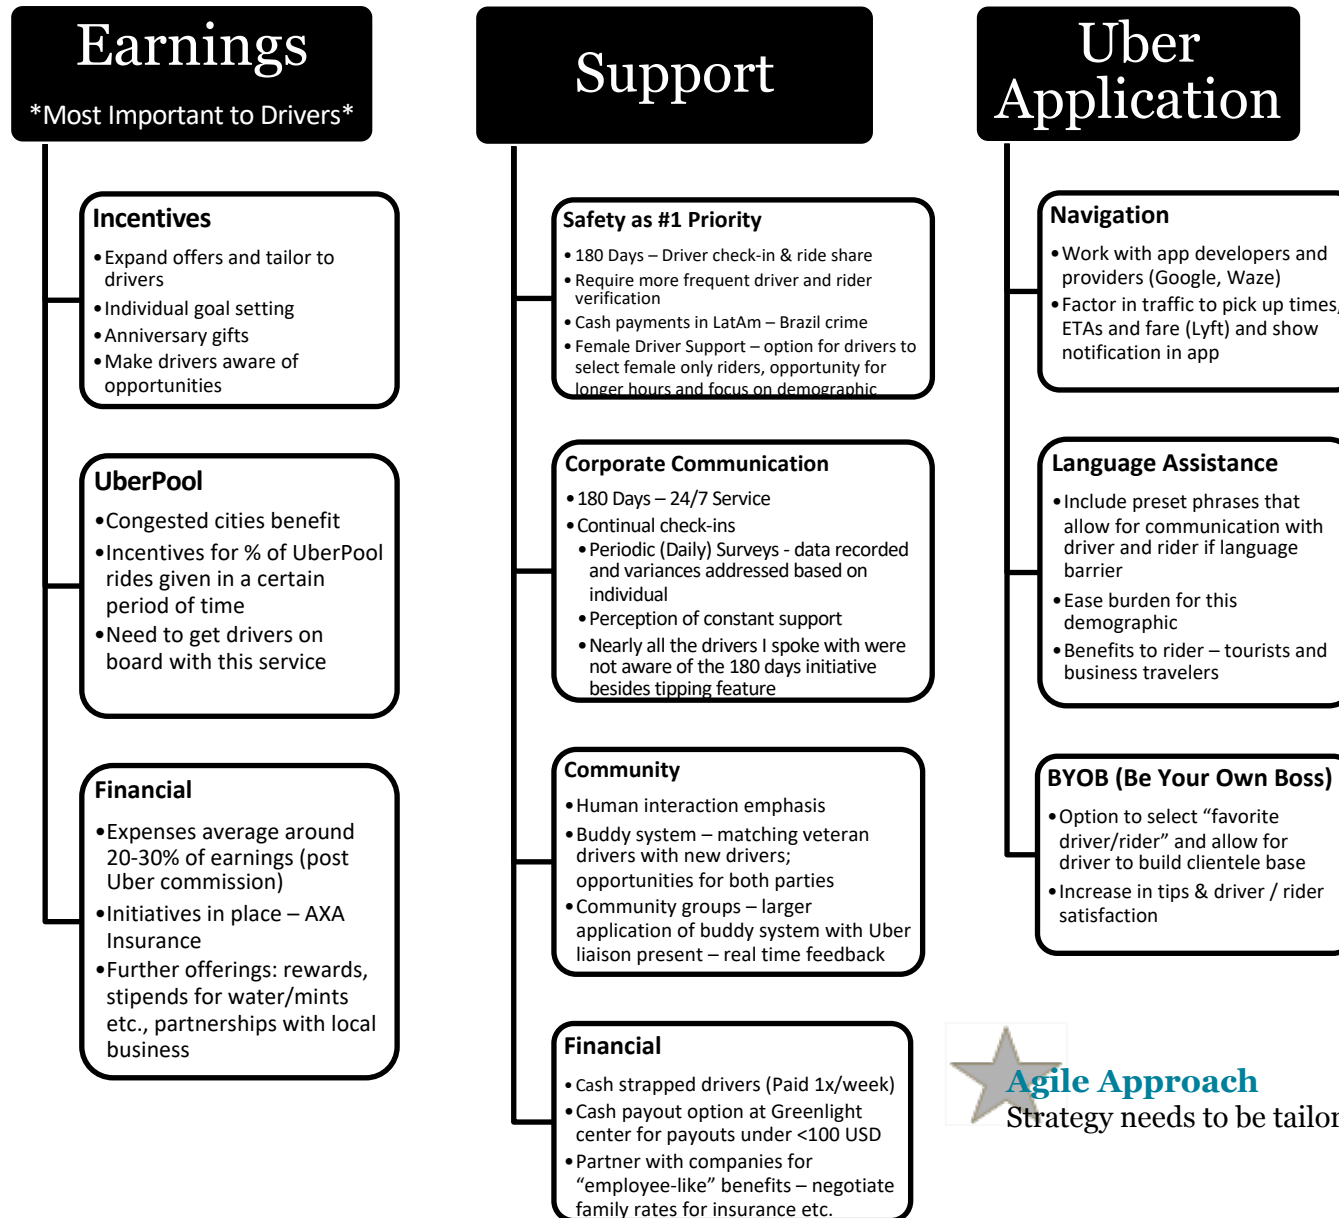 Earnings
*Most Important to Drivers*
Incentives
•Expand offers and tailor to
drivers
•Individual goal setting
•Anniversary gifts
•Make drivers aware of
opportunities
UberPool
•Congested cities benefit
•Incentives for % of UberPool
rides given in a certain
period of time
•Need to get drivers on
board with this service
Financial
•Expenses average around
20-30% of earnings (post
Uber commission)
•Initiatives in place – AXA
Insurance
•Further offerings: rewards,
stipends for water/mints
etc., partnerships with local
business
Support
Safety as #1 Priority
•180 Days – Driver check-in & ride share
•Require more frequent driver and rider
verification
•Cash payments in LatAm – Brazil crime
•Female Driver Support – option for drivers to
select female only riders, opportunity for
longer hours and focus on demographic
Corporate Communication
•180 Days – 24/7 Service
•Continual check-ins
•Periodic (Daily) Surveys - data recorded
and variances addressed based on
individual
•Perception of constant support
•Nearly all the drivers I spoke with were
not aware of the 180 days initiative
besides tipping feature
Community
•Human interaction emphasis
•Buddy system – matching veteran
drivers with new drivers;
opportunities for both parties
•Community groups – larger
application of buddy system with Uber
liaison present – real time feedback
Financial
•Cash strapped drivers (Paid 1x/week)
•Cash payout option at Greenlight
center for payouts under <100 USD
•Partner with companies for
“employee-like” benefits – negotiate
family rates for insurance etc.
Uber
Application
Navigation
•Work with app developers and
providers (Google, Waze)
•Factor in traffic to pick up times,
ETAs and fare (Lyft) and show
notification in app
Language Assistance
•Include preset phrases that
allow for communication with
driver and rider if language
barrier
•Ease burden for this
demographic
•Benefits to rider – tourists and
business travelers
BYOB (Be Your Own Boss)
•Option to select “favorite
driver/rider” and allow for
driver to build clientele base
•Increase in tips & driver / rider
satisfaction
Agile Approach
Strategy needs to be tailor